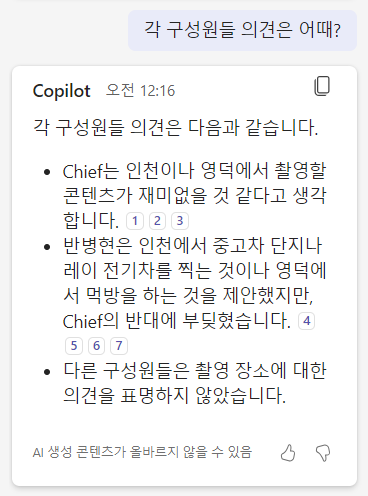 각 구성원들 의견은 어때?
Copilot 오전 12:16
각 구성원들 의견은 다음과 같습니다.
• Chief는 인천이나 영덕에서 촬영할
콘텐츠가 재미없을 것 같다고 생각
합니다. 1 2 3
• 반병현은 인천에서 중고차 단지나
레이 전기차를 찍는 것이나 영덕에
서 먹방을 하는 것을 제안했지만,
Chief의 반대에 부딪혔습니다. 4
5 6 7
• 다른 구성원들은 촬영 장소에 대한
의견을 표명하지 않았습니다.
AI 생성 콘텐츠가 올바르지 않을 수 있음